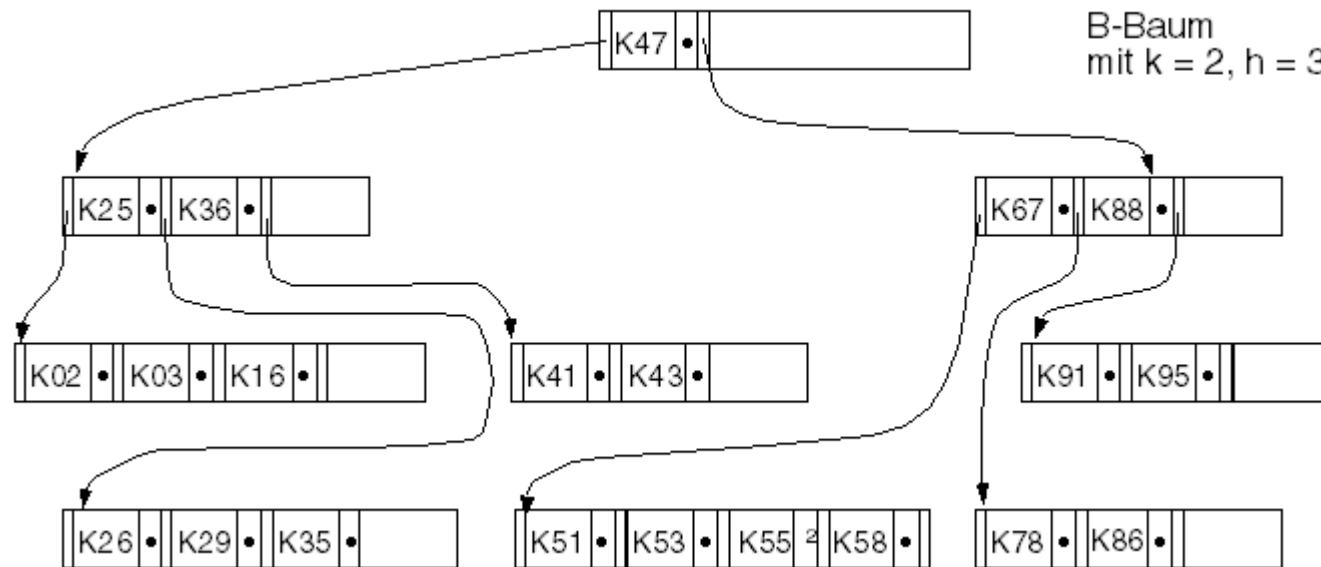 K47
B-Baum
mit k = 2, h = 3
K25 K36
K67 K88
K02 K03 K16
K41 K43
K91 K95
K26 K29 K35
K51 K53 K55 2 K58
K78 K86